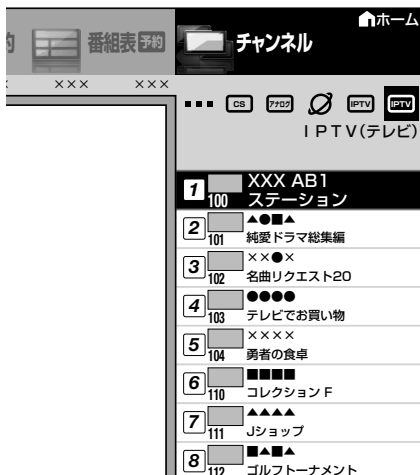 ホーム
約 番組表 予約 チャンネル
××× ×××
CS アナログ IPTV IPTV
IPTV(テレビ)
1 100 XXX AB1
ステーション
2 101 ▲●■▲
純愛ドラマ総集編
3 102 ××●×
名曲リクエスト20
4 103 ●●●●
テレビでお買い物
5 104 ××××
勇者の食卓
6 110 ■■■■
コレクション F
7 111 ▲▲▲▲
Jショップ
8 112 ■▲■▲
ゴルフトーナメント